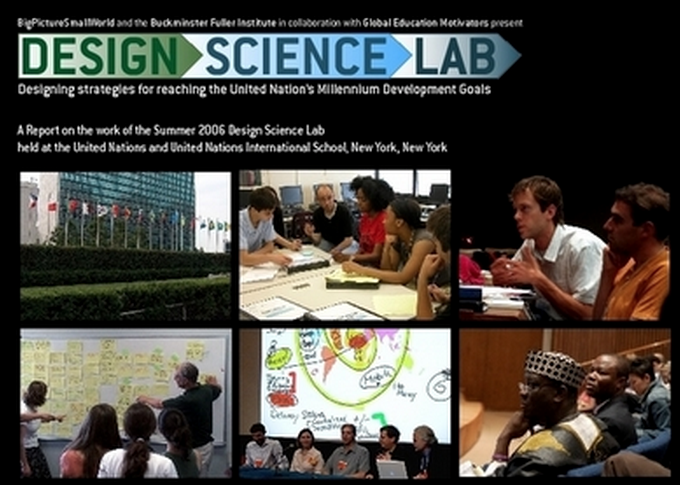 BigPictureSmallWorld and the Buckminster Fuller Institute in collaboration with Global Education Motivators present
DESIGN SCIENCE LAB
Designing strategies for reaching the United Nation's Millennium Development Goals
A Report on the work of the Summer 2006 Design Science Lab
held at the United Nations and United Nations International School, New York, New York
Mobile